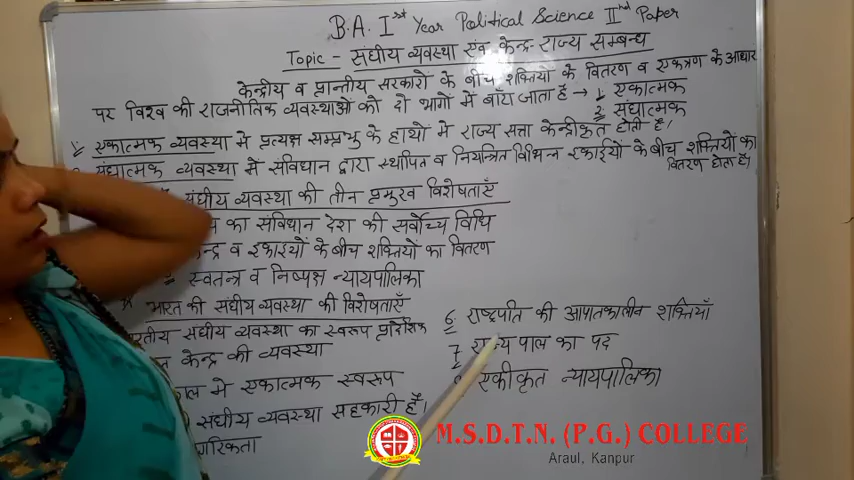 B.A. Ist Year Political Science IInd Paper
Topic - संघीय व्यवस्था एवं केन्द्र-राज्य सम्बन्ध
केन्द्रीय व प्रान्तीय सरकारों के बीच शक्तियों के वितरण व एकत्रण के आधार
पर विश्व की राजनीतिक व्यवस्थाओं को दो भागों में बाँटा जाता है → 1. एकात्मक
2. संघात्मक
1. एकात्मक व्यवस्था में प्रत्यक्ष सम्प्रभु के हाथों में राज्य सत्ता केन्द्रीकृत होती है।
संघात्मक व्यवस्था में संविधान द्वारा स्थापित व नियन्त्रित विभिन्न इकाईयों के बीच शक्तियों का
वितरण होता है।
संघीय व्यवस्था की तीन प्रमुख विशेषताएँ
का संविधान देश की सर्वोच्च विधि
केन्द्र व इकाइयों के बीच शक्तियों का वितरण
स्वतन्त्र व निष्पक्ष न्यायपालिका
भारत की संघीय व्यवस्था की विशेषताएँ
संघीय व्यवस्था का स्वरूप प्रादेशिक
केन्द्र की व्यवस्था
में एकात्मक स्वरूप
संघीय व्यवस्था सहकारी है।
6. राष्ट्रपति की आपातकालीन शक्तियाँ
7. राज्यपाल का पद
एकीकृत न्यायपालिका
M.S.D.T.N. (P.G.) COLLEGE
Araul, Kanpur